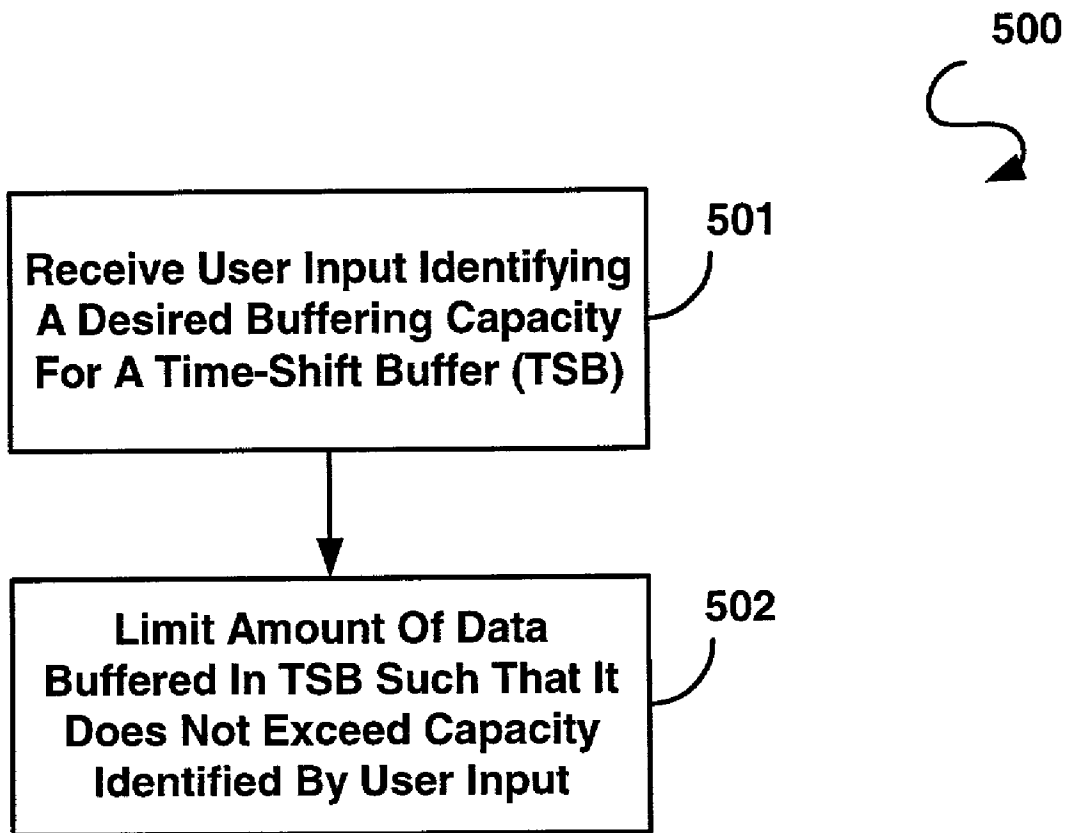 500
501
Receive User Input Identifying
A Desired Buffering Capacity
For A Time-Shift Buffer (TSB)
502
Limit Amount Of Data
Buffered In TSB Such That It
Does Not Exceed Capacity
Identified By User Input